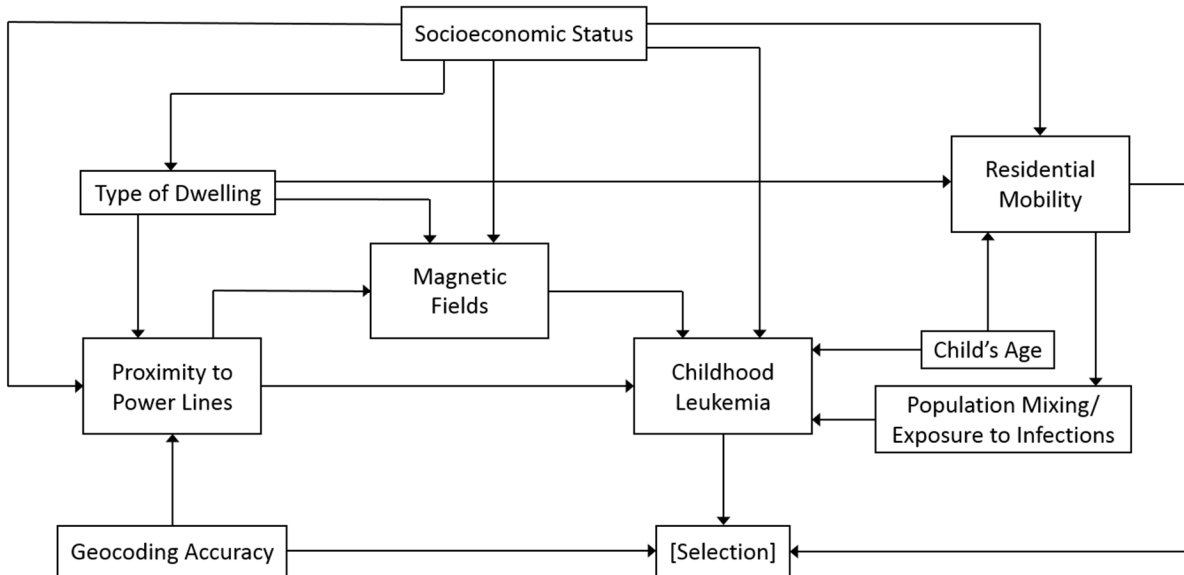 Socioeconomic Status
Type of Dwelling
Residential
Mobility
Magnetic
Fields
Proximity to
Power Lines
Childhood
Leukemia
Child's Age
Population Mixing/
Exposure to Infections
Geocoding Accuracy
[Selection]